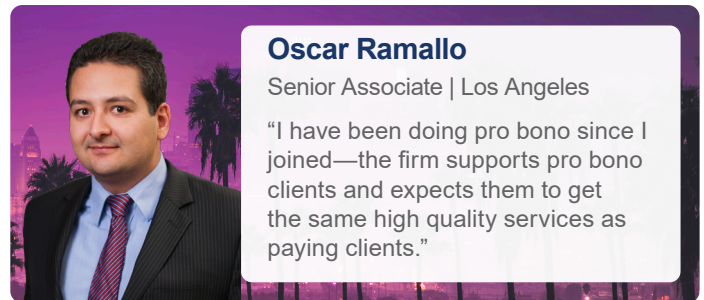 Oscar Ramallo
Senior Associate | Los Angeles
“I have been doing pro bono since I
joined—the firm supports pro bono
clients and expects them to get
the same high quality services as
paying clients.”